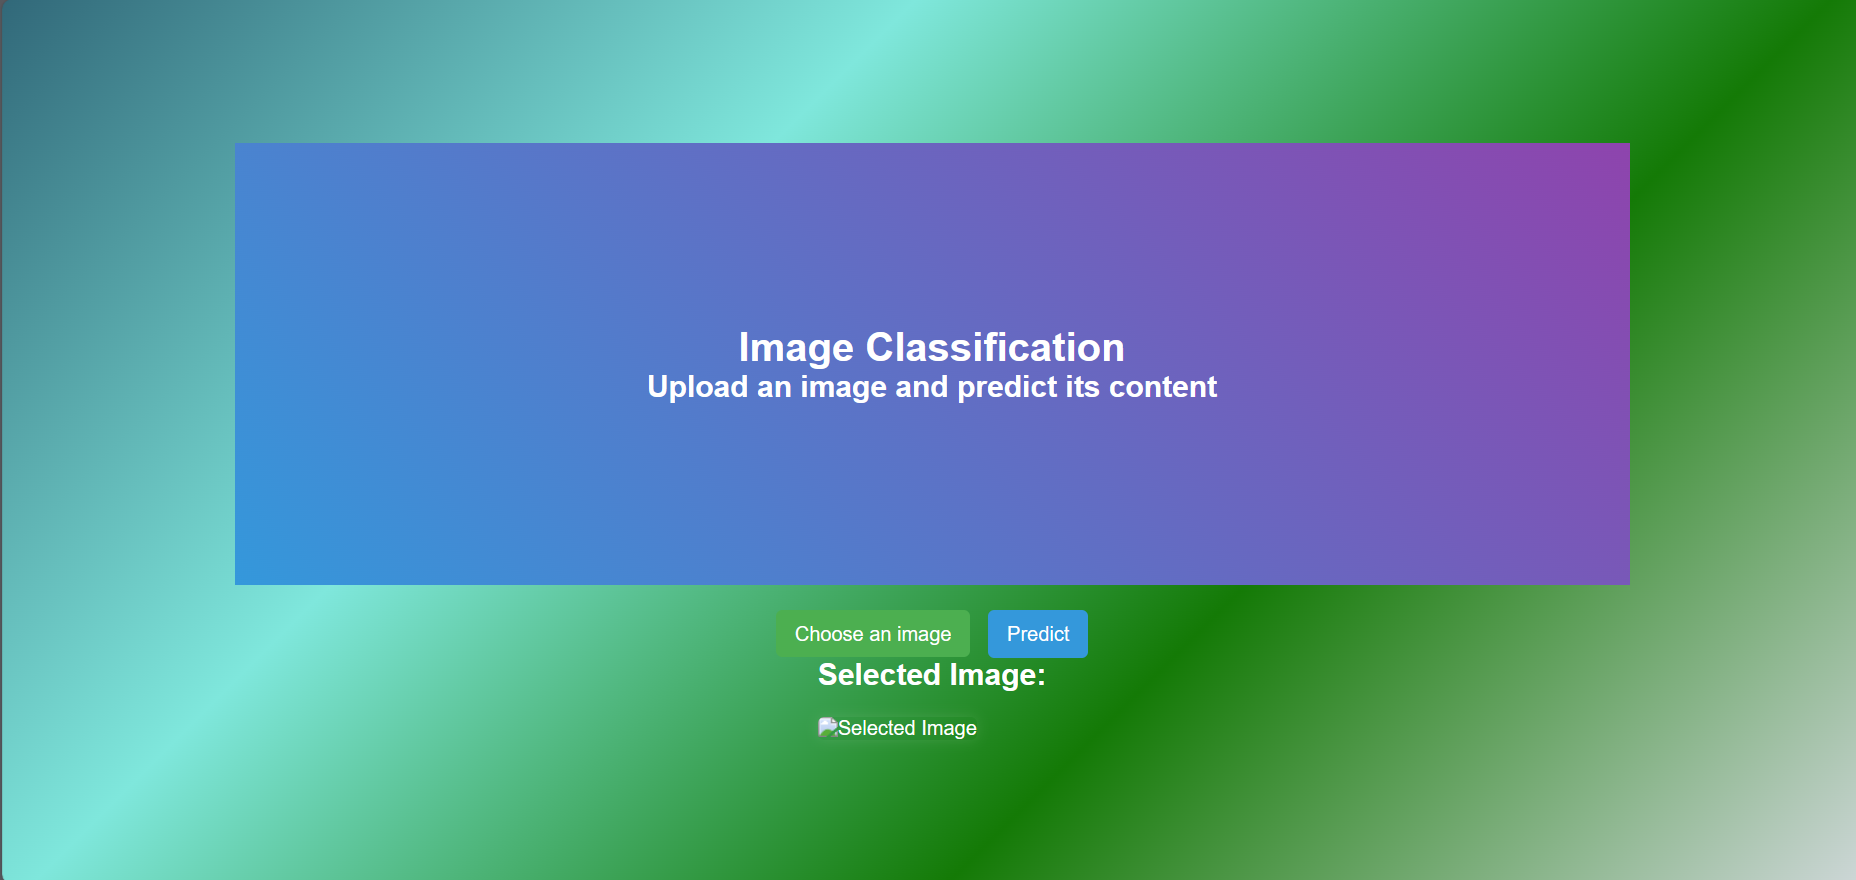 Image Classification
Upload an image and predict its content
Choose an image Predict
Selected Image:
Selected Image